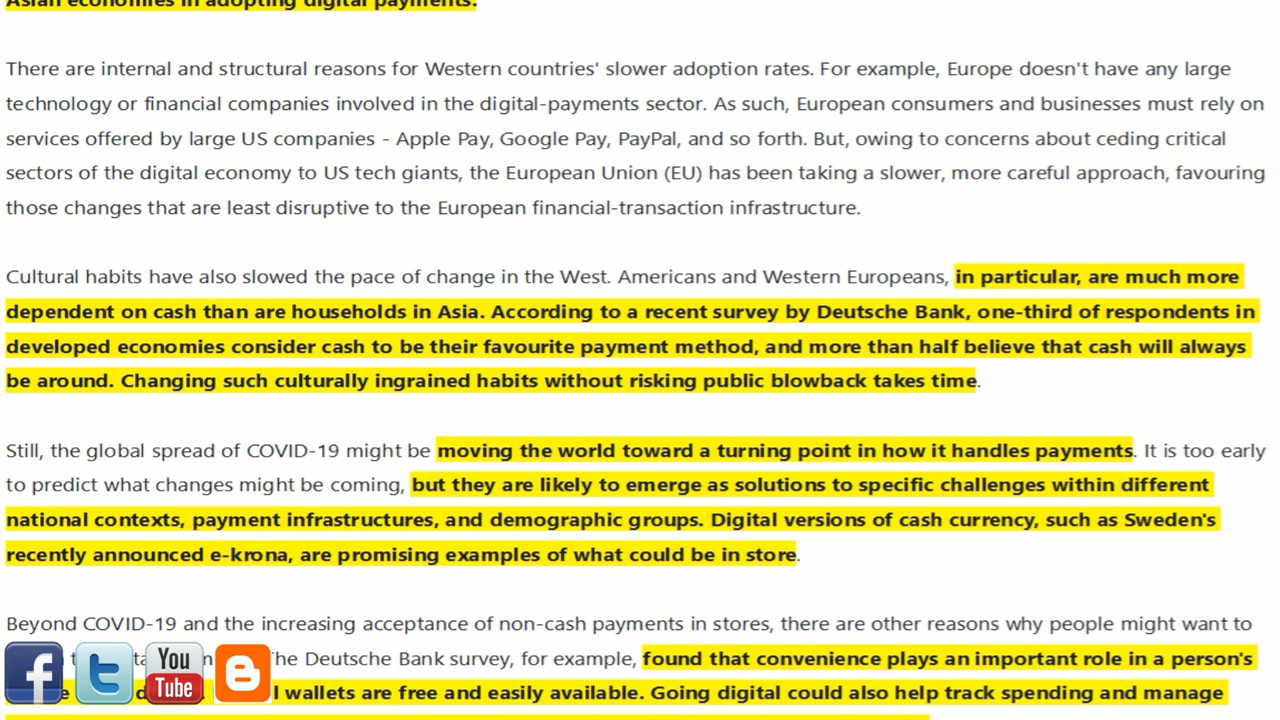 Asian economies in adopting digital payments.
There are internal and structural reasons for Western countries' slower adoption rates. For example, Europe doesn't have any large
technology or financial companies involved in the digital-payments sector. As such, European consumers and businesses must rely on
services offered by large US companies - Apple Pay, Google Pay, PayPal, and so forth. But, owing to concerns about ceding critical
sectors of the digital economy to US tech giants, the European Union (EU) has been taking a slower, more careful approach, favouring
those changes that are least disruptive to the European financial-transaction infrastructure.
Cultural habits have also slowed the pace of change in the West. Americans and Western Europeans, in particular, are much more
dependent on cash than are households in Asia. According to a recent survey by Deutsche Bank, one-third of respondents in
developed economies consider cash to be their favourite payment method, and more than half believe that cash will always
be around. Changing such culturally ingrained habits without risking public blowback takes time.
Still, the global spread of COVID-19 might be moving the world toward a turning point in how it handles payments. It is too early
to predict what changes might be coming, but they are likely to emerge as solutions to specific challenges within different
national contexts, payment infrastructures, and demographic groups. Digital versions of cash currency, such as Sweden's
recently announced e-krona, are promising examples of what could be in store.
Beyond COVID-19 and the increasing acceptance of non-cash payments in stores, there are other reasons why people might want to
The Deutsche Bank survey, for example, found that convenience plays an important role in a person's
wallets are free and easily available. Going digital could also help track spending and manage
f t You Tube B